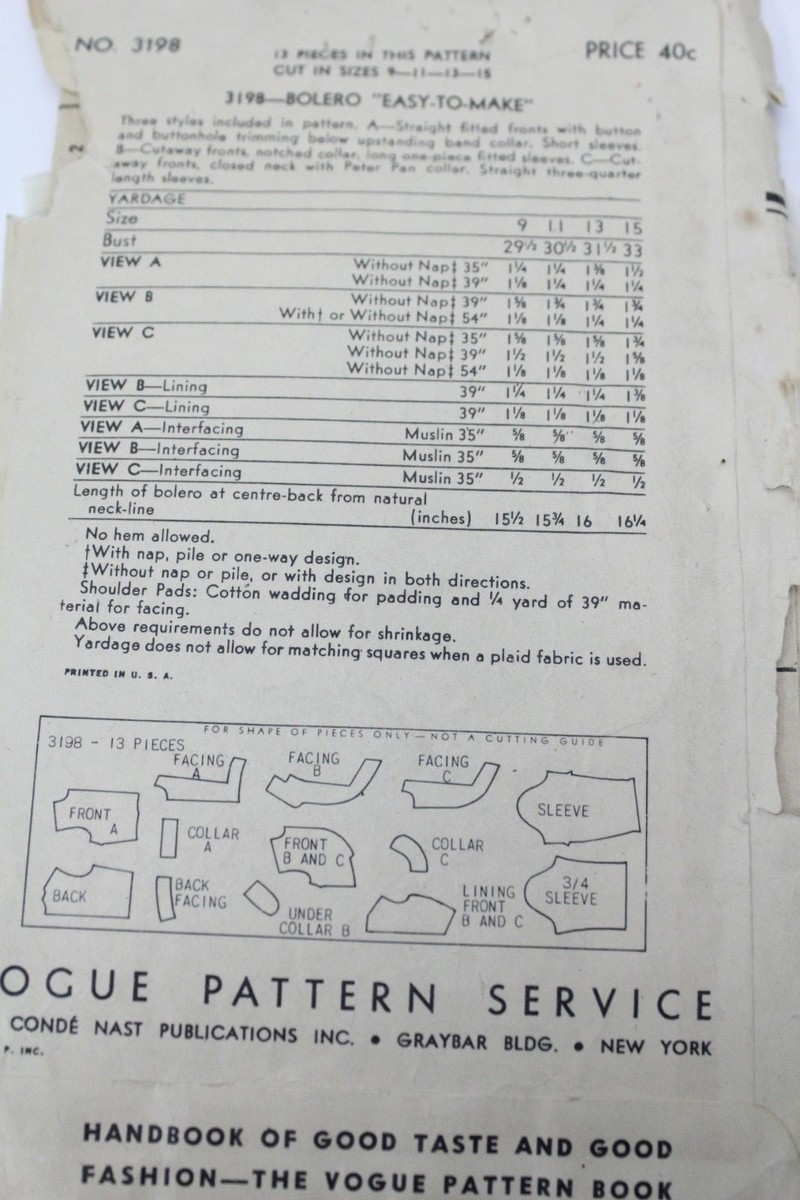 NO. 3198
13 PIECES IN THIS PATTERN
CUT IN SIZES 9—11—13—15
PRICE 40c
3198—BOLERO "EASY-TO-MAKE"
Three styles included in pattern. A—Straight fitted fronts with button
and buttonhole trimming below upstanding band collar. Short sleeves.
B—Cutaway fronts, notched collar, long one-piece fitted sleeves. C—Cut-
away fronts, closed neck with Peter Pan collar. Straight three-quarter
length sleeves.
YARDAGE
Size 9 11 13 15
Bust 29½ 30½ 31½ 33
VIEW A Without Nap‡ 35" 1¼ 1¼ 1⅜ 1½
Without Nap‡ 39" 1⅛ 1¼ 1¼ 1¼
VIEW B Without Nap‡ 39" 1⅝ 1¾ 1¾ 1¾
With† or Without Nap‡ 54" 1⅛ 1⅛ 1¼ 1¼
VIEW C Without Nap‡ 35" 1⅝ 1⅝ 1⅝ 1¾
Without Nap‡ 39" 1½ 1½ 1½ 1⅝
Without Nap‡ 54" 1⅛ 1⅛ 1⅛ 1⅛
VIEW B—Lining 39" 1¼ 1¼ 1¼ 1⅜
VIEW C—Lining 39" 1⅛ 1⅛ 1⅛ 1⅛
VIEW A—Interfacing Muslin 35" ⅝ ⅝ ⅝ ⅝
VIEW B—Interfacing Muslin 35" ⅝ ⅝ ⅝ ⅝
VIEW C—Interfacing Muslin 35" ½ ½ ½ ½
Length of bolero at centre-back from natural
neck-line (inches) 15½ 15¾ 16 16¼
No hem allowed.
†With nap, pile or one-way design.
‡Without nap or pile, or with design in both directions.
Shoulder Pads: Cotton wadding for padding and ¼ yard of 39" ma-
terial for facing.
Above requirements do not allow for shrinkage.
Yardage does not allow for matching squares when a plaid fabric is used.
PRINTED IN U. S. A.
FOR SHAPE OF PIECES ONLY—NOT A CUTTING GUIDE
3198 - 13 PIECES
FACING
A
FACING
B
FACING
C
SLEEVE
FRONT
A
COLLAR
A
FRONT
B AND C
COLLAR
C
BACK
BACK
FACING
UNDER
COLLAR B
LINING
FRONT
B AND C
3/4
SLEEVE
OGUE PATTERN SERVICE
CONDÉ NAST PUBLICATIONS INC. • GRAYBAR BLDG. • NEW YORK
P. INC.
HANDBOOK OF GOOD TASTE AND GOOD
FASHION—THE VOGUE PATTERN BOOK